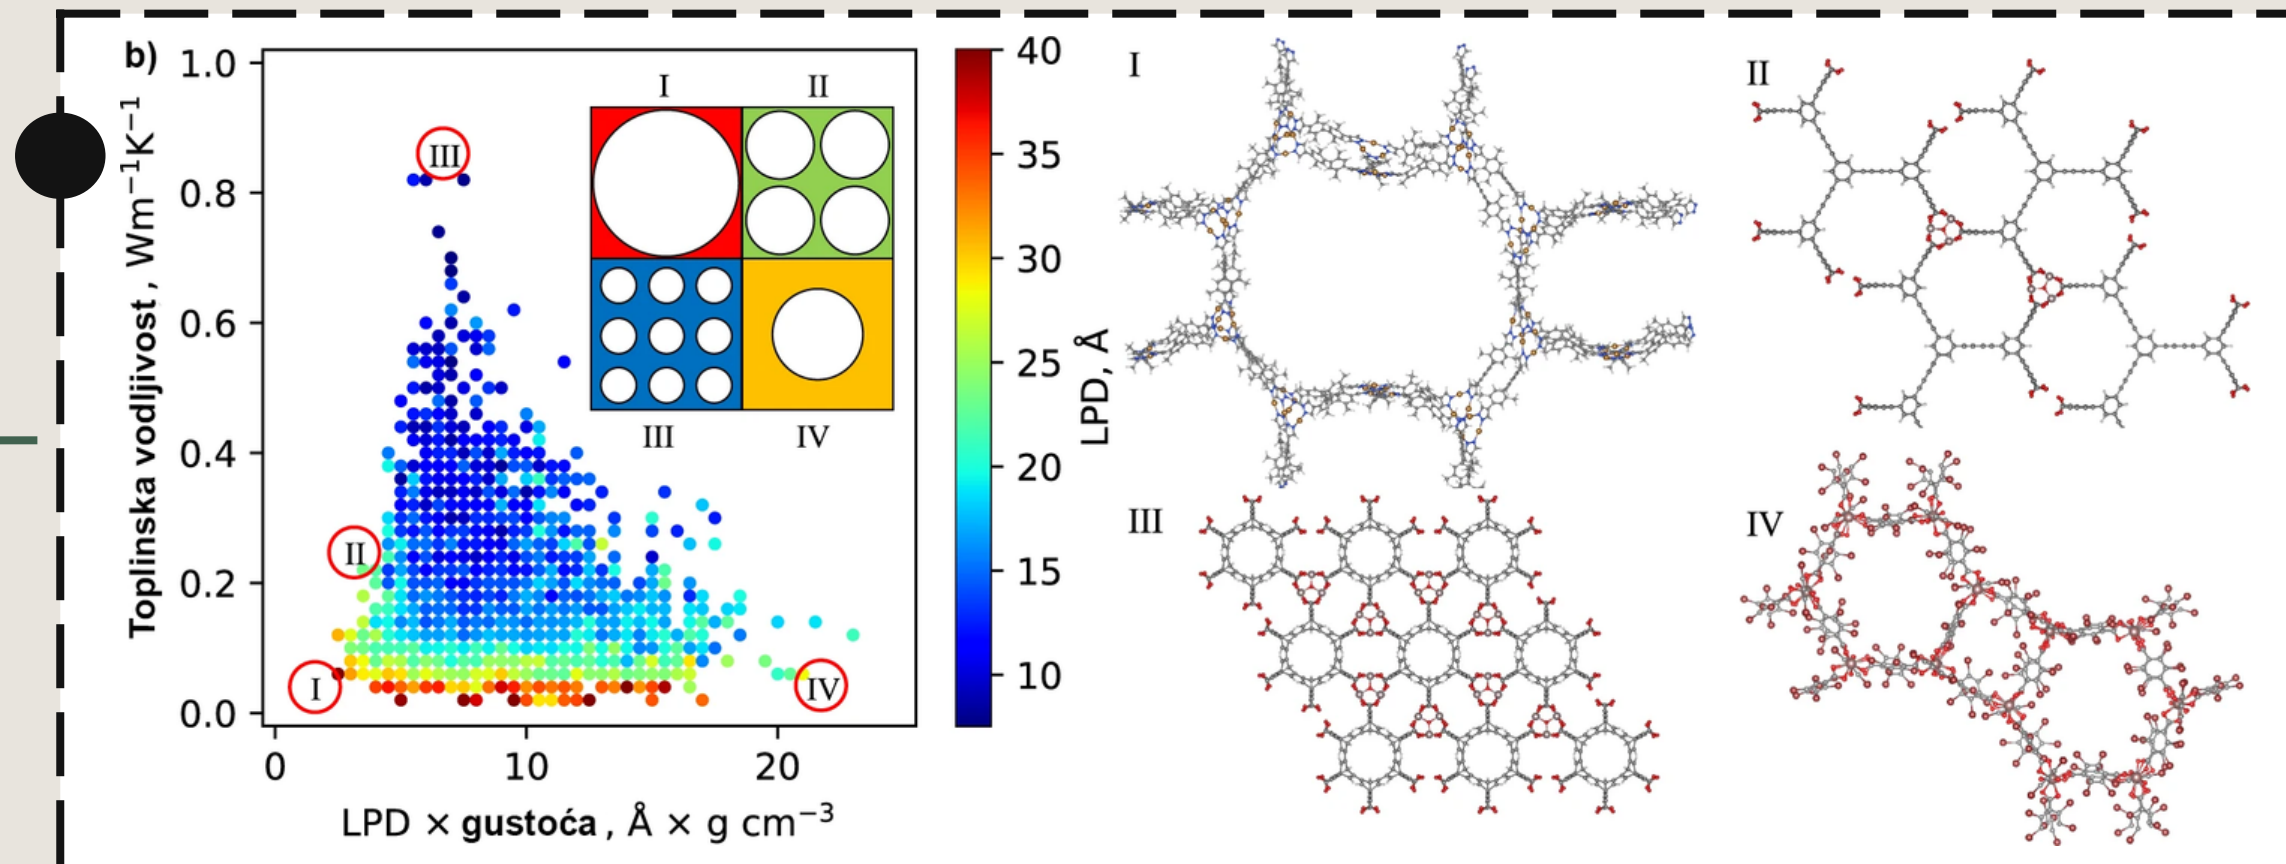 b)
Toplinska vodljivost, Wm⁻¹K⁻¹
1.0
0.8
0.6
0.4
0.2
0.0
0
10
20
LPD × gustoća, Å × g cm⁻³
III
II
I
IV
I
II
III
IV
40
35
30
25
20
15
10
LPD, Å
I
II
III
IV